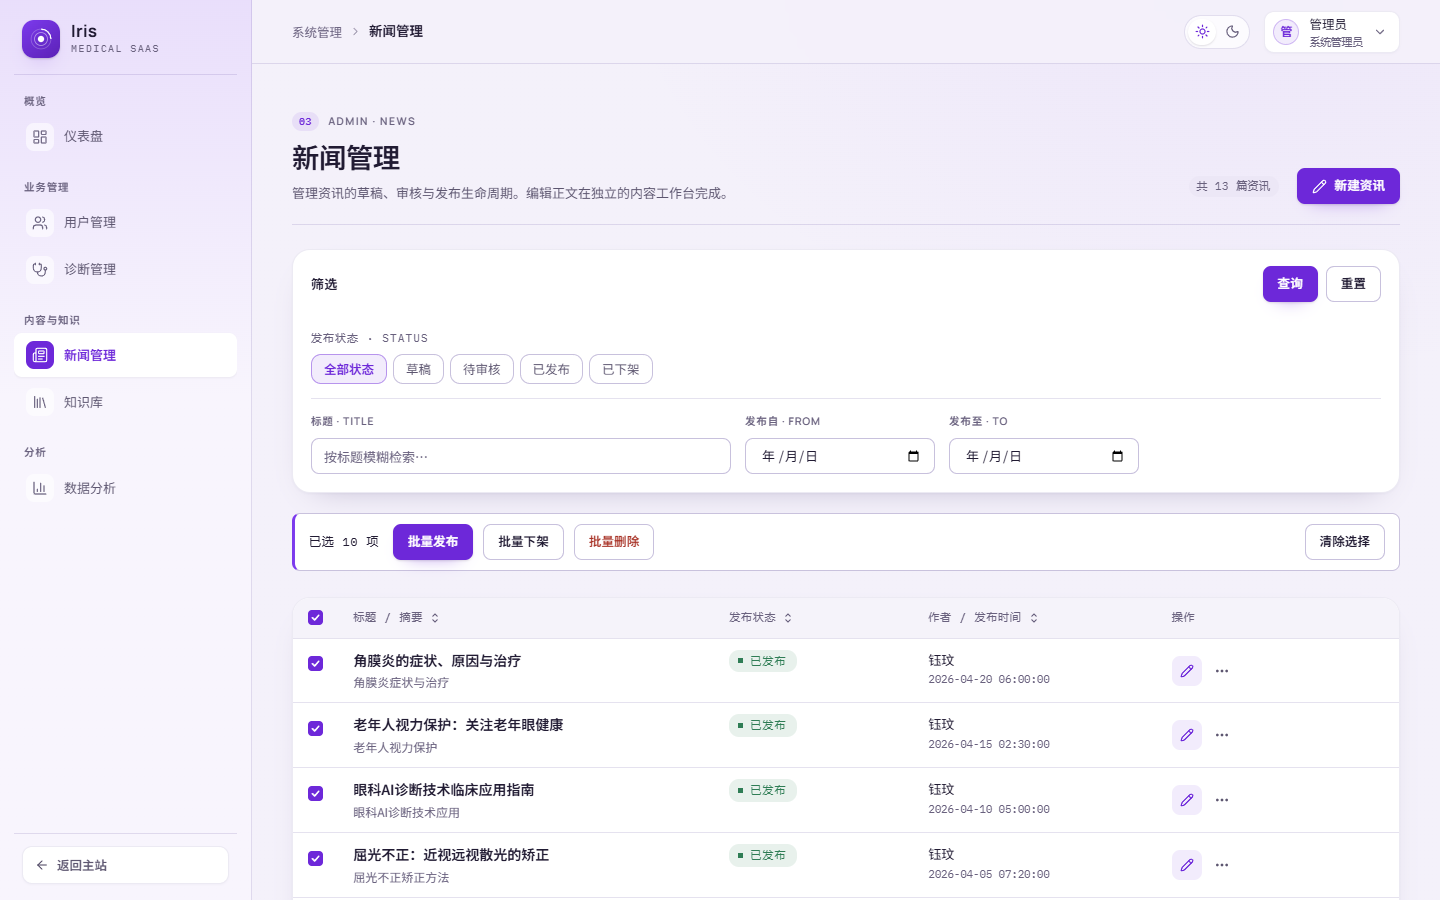 Iris
MEDICAL SAAS
概览
仪表盘
业务管理
用户管理
诊断管理
内容与知识
新闻管理
知识库
分析
数据分析
返回主站
系统管理
新闻管理
管
管理员
系统管理员
03
ADMIN · NEWS
新闻管理
管理资讯的草稿、审核与发布生命周期。编辑正文在独立的内容工作台完成。
共 13 篇资讯
新建资讯
筛选
查询
重置
发布状态 · STATUS
全部状态
草稿
待审核
已发布
已下架
标题 · TITLE
发布自 · FROM
发布至 · TO
按标题模糊检索…
年 /月/日
年 /月/日
已选 10 项
批量发布
批量下架
批量删除
清除选择
标题 / 摘要
发布状态
作者 / 发布时间
操作
角膜炎的症状、原因与治疗
角膜炎症状与治疗
已发布
钰玟
2026-04-20 06:00:00
老年人视力保护：关注老年眼健康
老年人视力保护
已发布
钰玟
2026-04-15 02:30:00
眼科AI诊断技术临床应用指南
眼科AI诊断技术应用
已发布
钰玟
2026-04-10 05:00:00
屈光不正：近视远视散光的矫正
屈光不正矫正方法
已发布
钰玟
2026-04-05 07:20:00